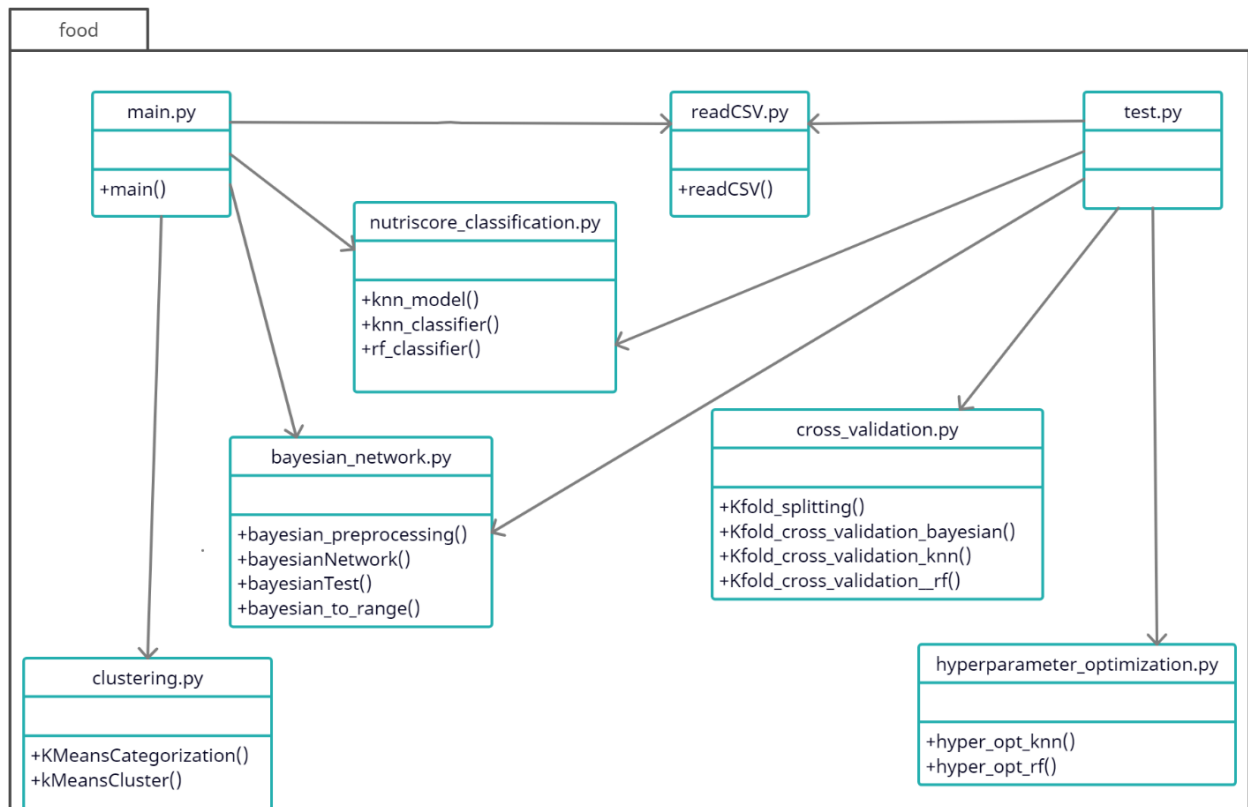 food
main.py
+main()
readCSV.py
+readCSV()
test.py
nutriscore_classification.py
+knn_model()
+knn_classifier()
+rf_classifier()
bayesian_network.py
+bayesian_preprocessing()
+bayesianNetwork()
+bayesianTest()
+bayesian_to_range()
cross_validation.py
+Kfold_splitting()
+Kfold_cross_validation_bayesian()
+Kfold_cross_validation_knn()
+Kfold_cross_validation__rf()
clustering.py
+KMeansCategorization()
+kMeansCluster()
hyperparameter_optimization.py
+hyper_opt_knn()
+hyper_opt_rf()